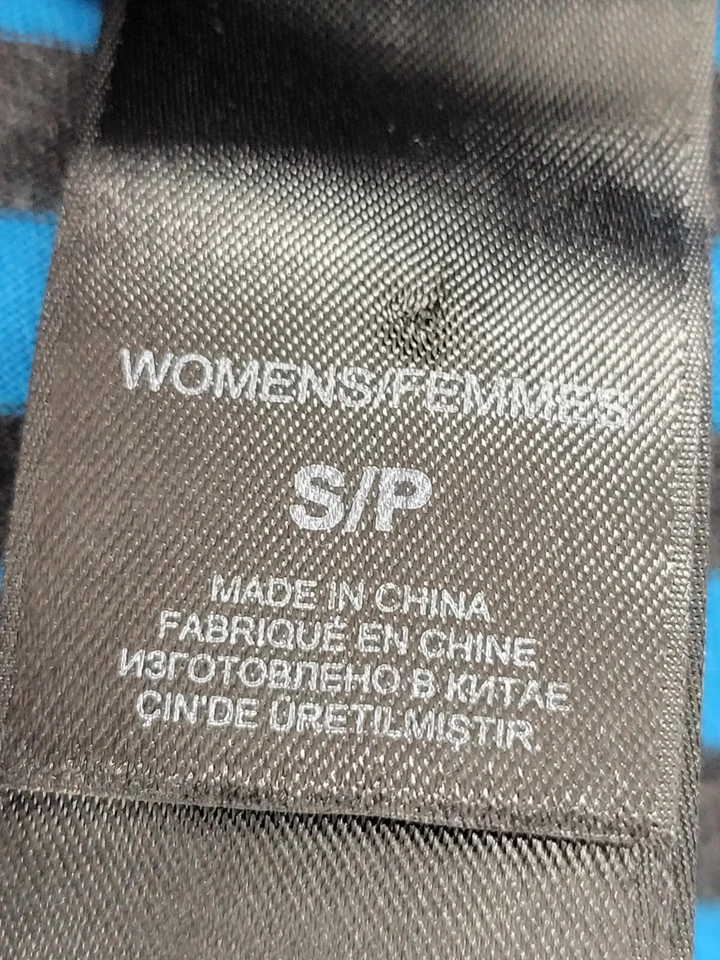 WOMENS/FEMMES
S/P
MADE IN CHINA
FABRIQUÉ EN CHINE
ИЗГОТОВЛЕНО В КИТАЕ
ÇIN'DE ÜRETILMIŞTIR.